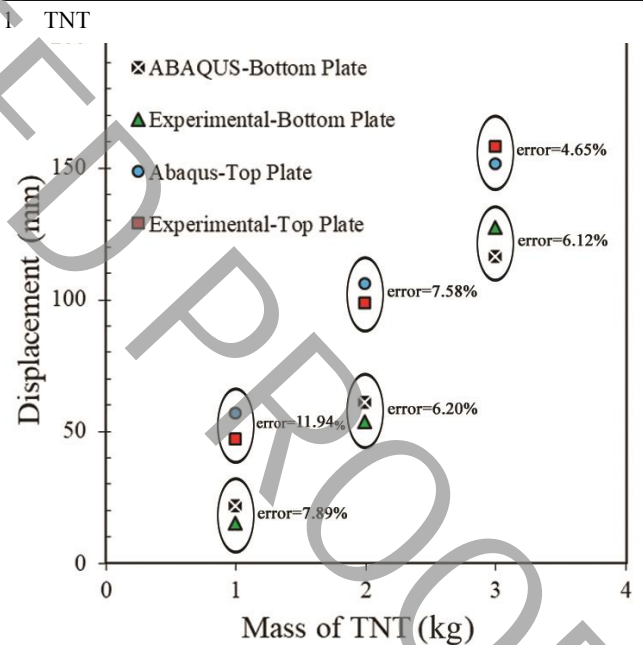 1 TNT
ABAQUS-Bottom Plate
Experimental-Bottom Plate
Abaqus-Top Plate
Experimental-Top Plate
error=4.65%
error=6.12%
error=7.58%
error=6.20%
error=11.94%
error=7.89%
150
100
50
0
0 1 2 3 4
Displacement (mm)
Mass of TNT (kg)
ED PROO